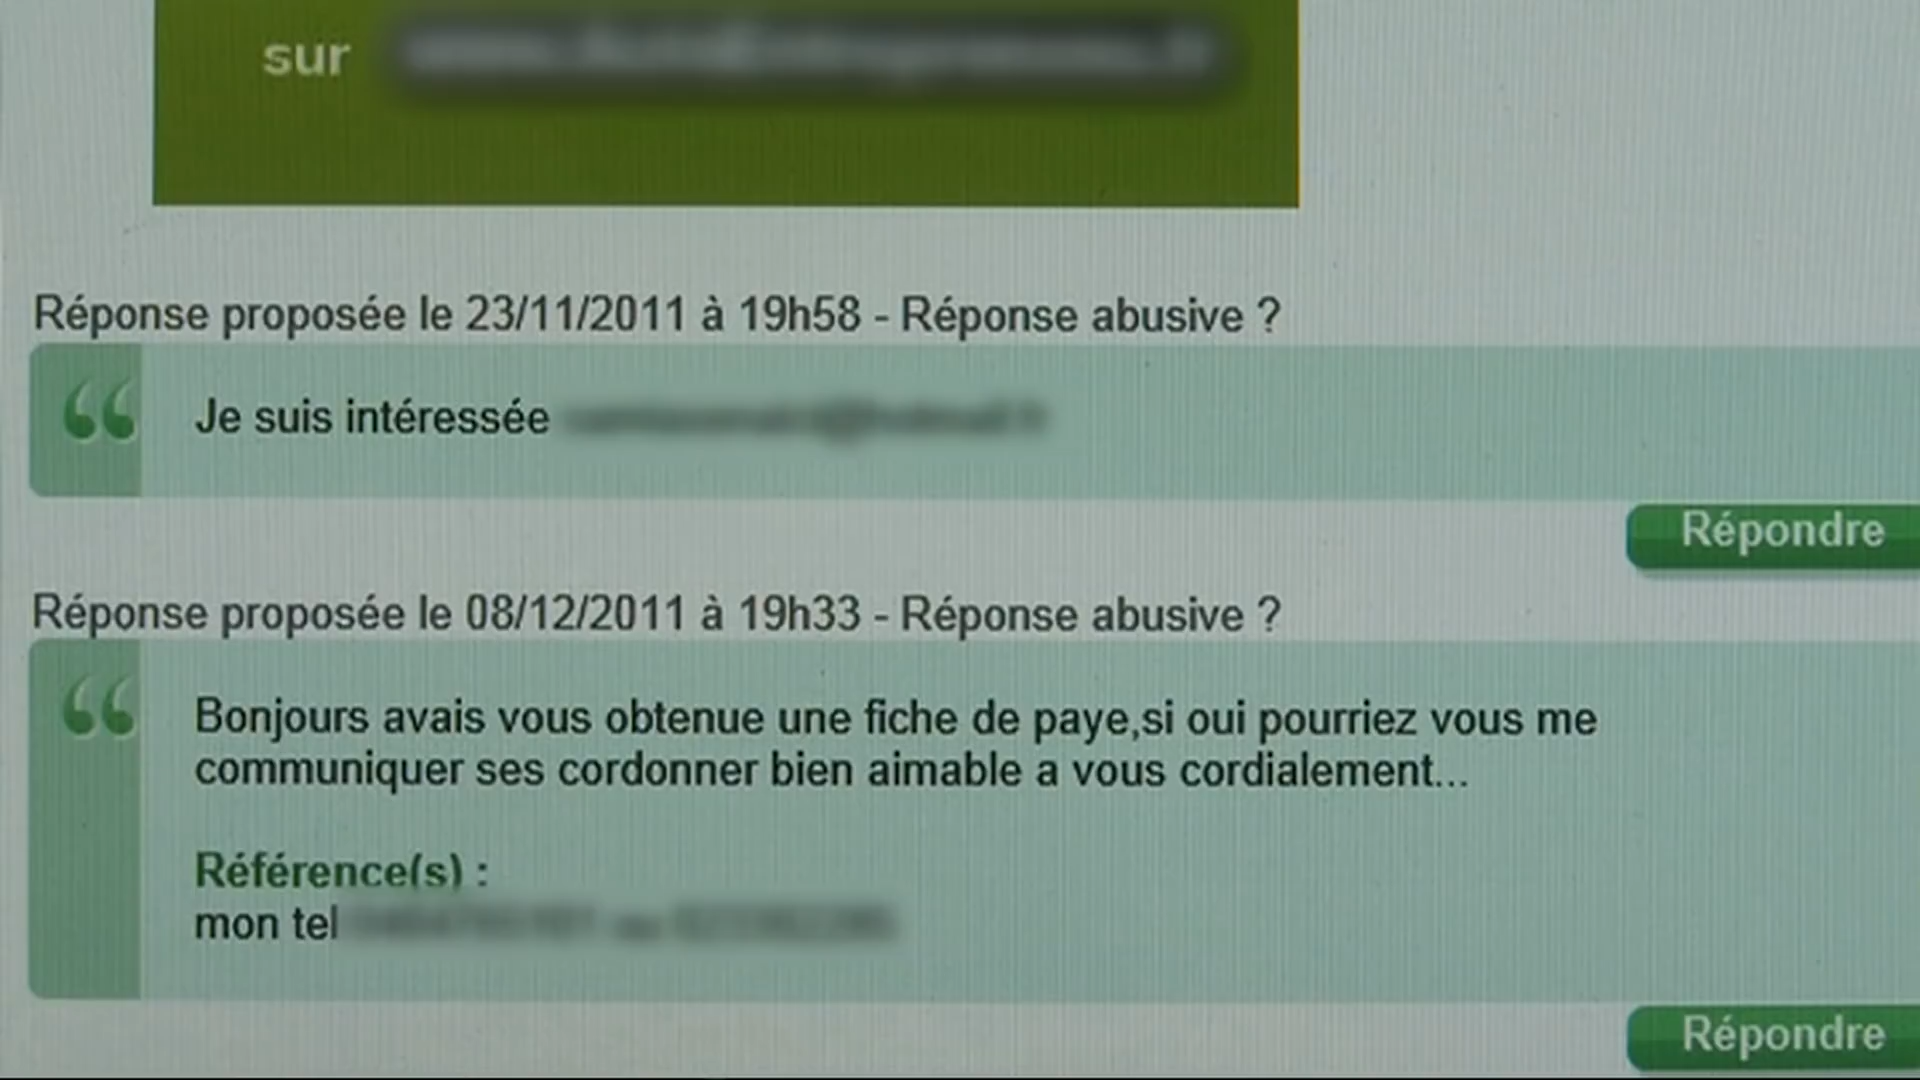 sur
Réponse proposée le 23/11/2011 à 19h58 - Réponse abusive ?
Je suis intéressée
Répondre
Réponse proposée le 08/12/2011 à 19h33 - Réponse abusive ?
Bonjours avais vous obtenue une fiche de paye,si oui pourriez vous me
communiquer ses cordonner bien aimable a vous cordialement...
Référence(s) :
mon tel
Répondre